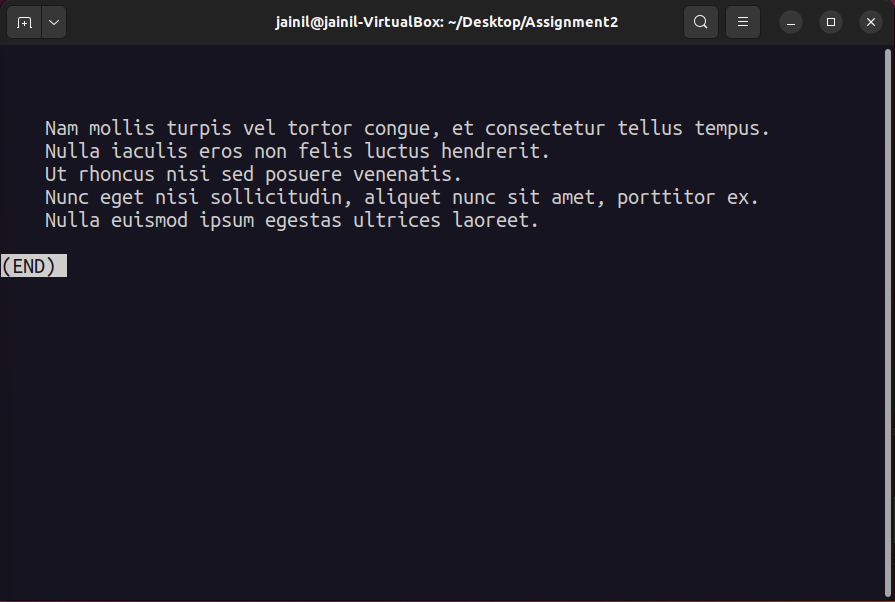 jainil@jainil-VirtualBox: ~/Desktop/Assignment2
Nam mollis turpis vel tortor congue, et consectetur tellus tempus.
Nulla iaculis eros non felis luctus hendrerit.
Ut rhoncus nisi sed posuere venenatis.
Nunc eget nisi sollicitudin, aliquet nunc sit amet, porttitor ex.
Nulla euismod ipsum egestas ultrices laoreet.
(END)